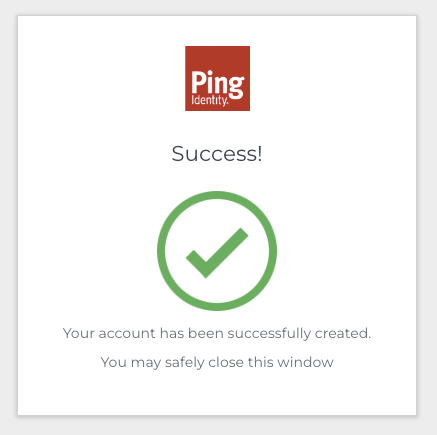 Ping
Identity.
Success!
Your account has been successfully created.
You may safely close this window